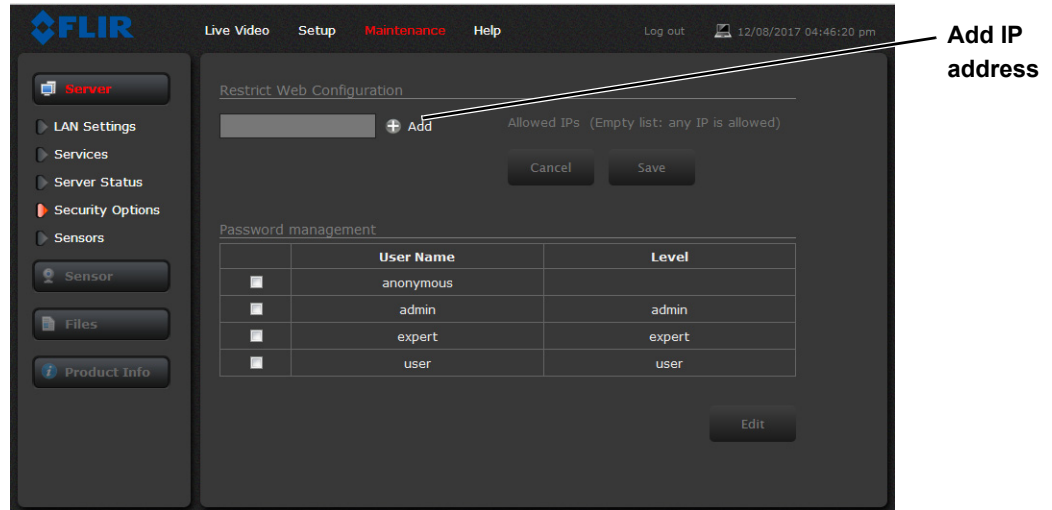 FLIR
Live Video Setup Maintenance Help Log out 12/08/2017 04:46:20 pm
Add IP
address
Server
LAN Settings
Services
Server Status
Security Options
Sensors
Sensor
Files
Product Info
Restrict Web Configuration
Add Allowed IPs (Empty list: any IP is allowed)
Cancel Save
Password management
User Name Level
anonymous
admin admin
expert expert
user user
Edit